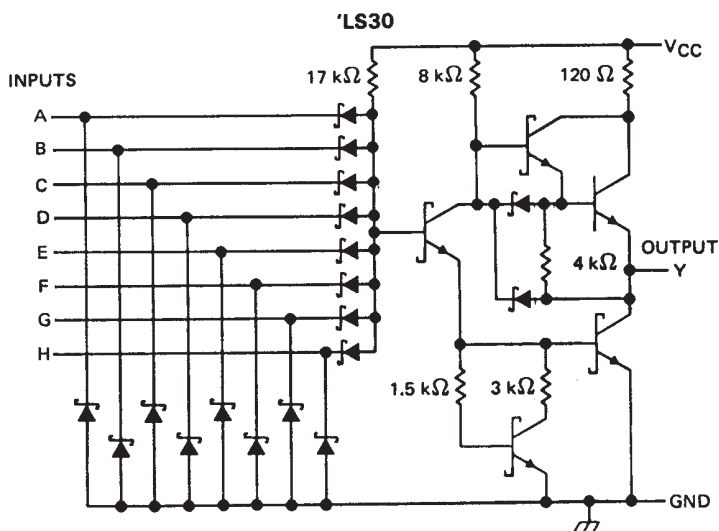 'LS30
VCC
17 kΩ
8 kΩ
120 Ω
INPUTS
A
B
C
D
E
F
G
H
OUTPUT
4 kΩ
Y
1.5 kΩ
3 kΩ
GND